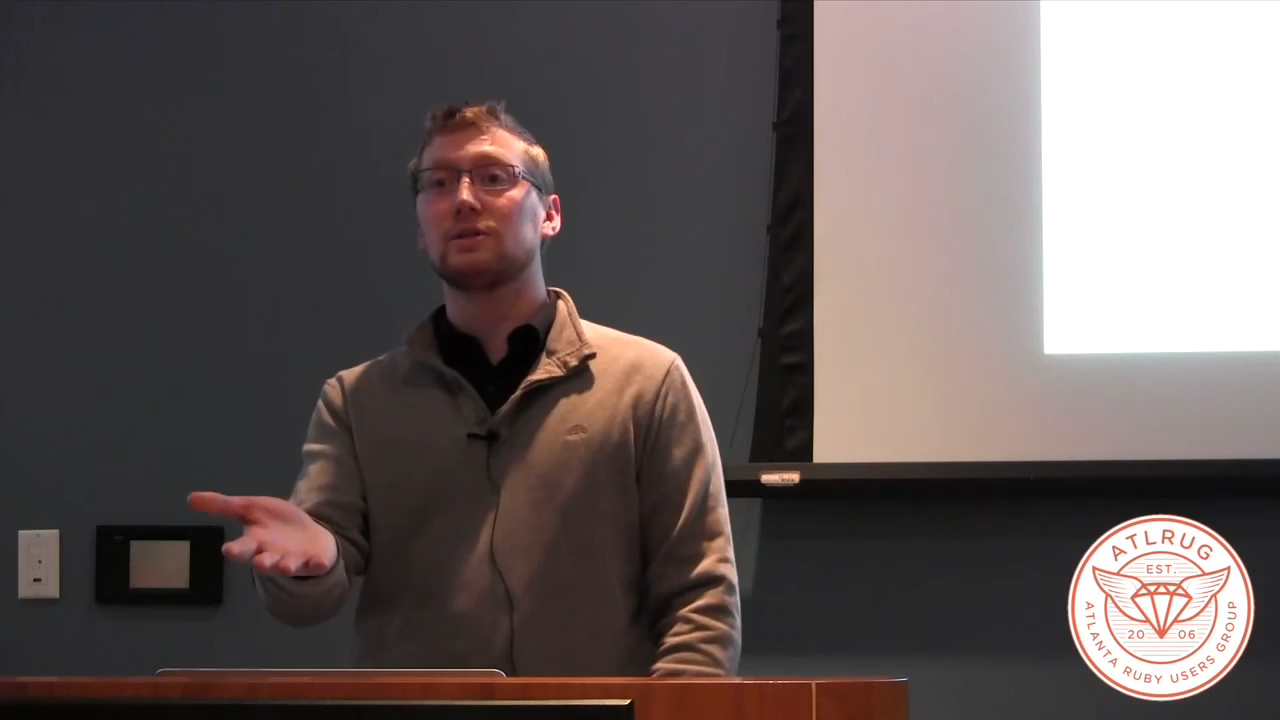 ATLRUG
EST.
20 06
ATLANTA RUBY USERS GROUP